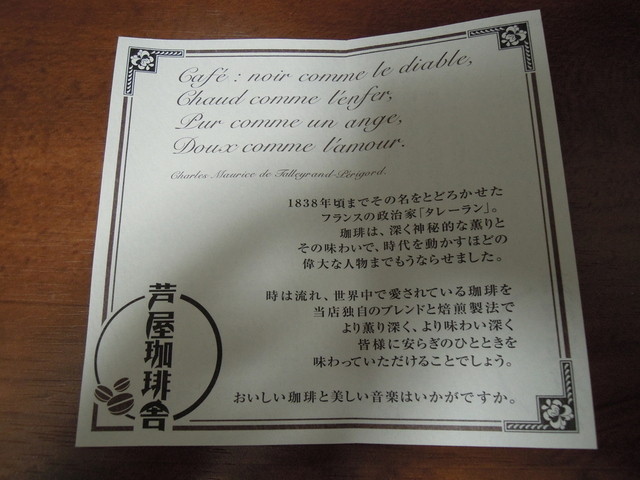 Café : noir comme le diable,
Chaud comme l'enfer,
Pur comme un ange,
Doux comme l'amour.
Charles Maurice de Talleyrand-Périgord.
1838年頃までその名をとどろかせた
フランスの政治家「タレーラン」。
珈琲は、深く神秘的な薫りと
その味わいで、時代を動かすほどの
偉大な人物までもうならせました。
時は流れ、世界中で愛されている珈琲を
当店独自のブレンドと焙煎製法で
より薫り深く、より味わい深く
皆様に安らぎのひとときを
味わっていただけることでしょう。
おいしい珈琲と美しい音楽はいかがですか。
芦屋珈琲舎